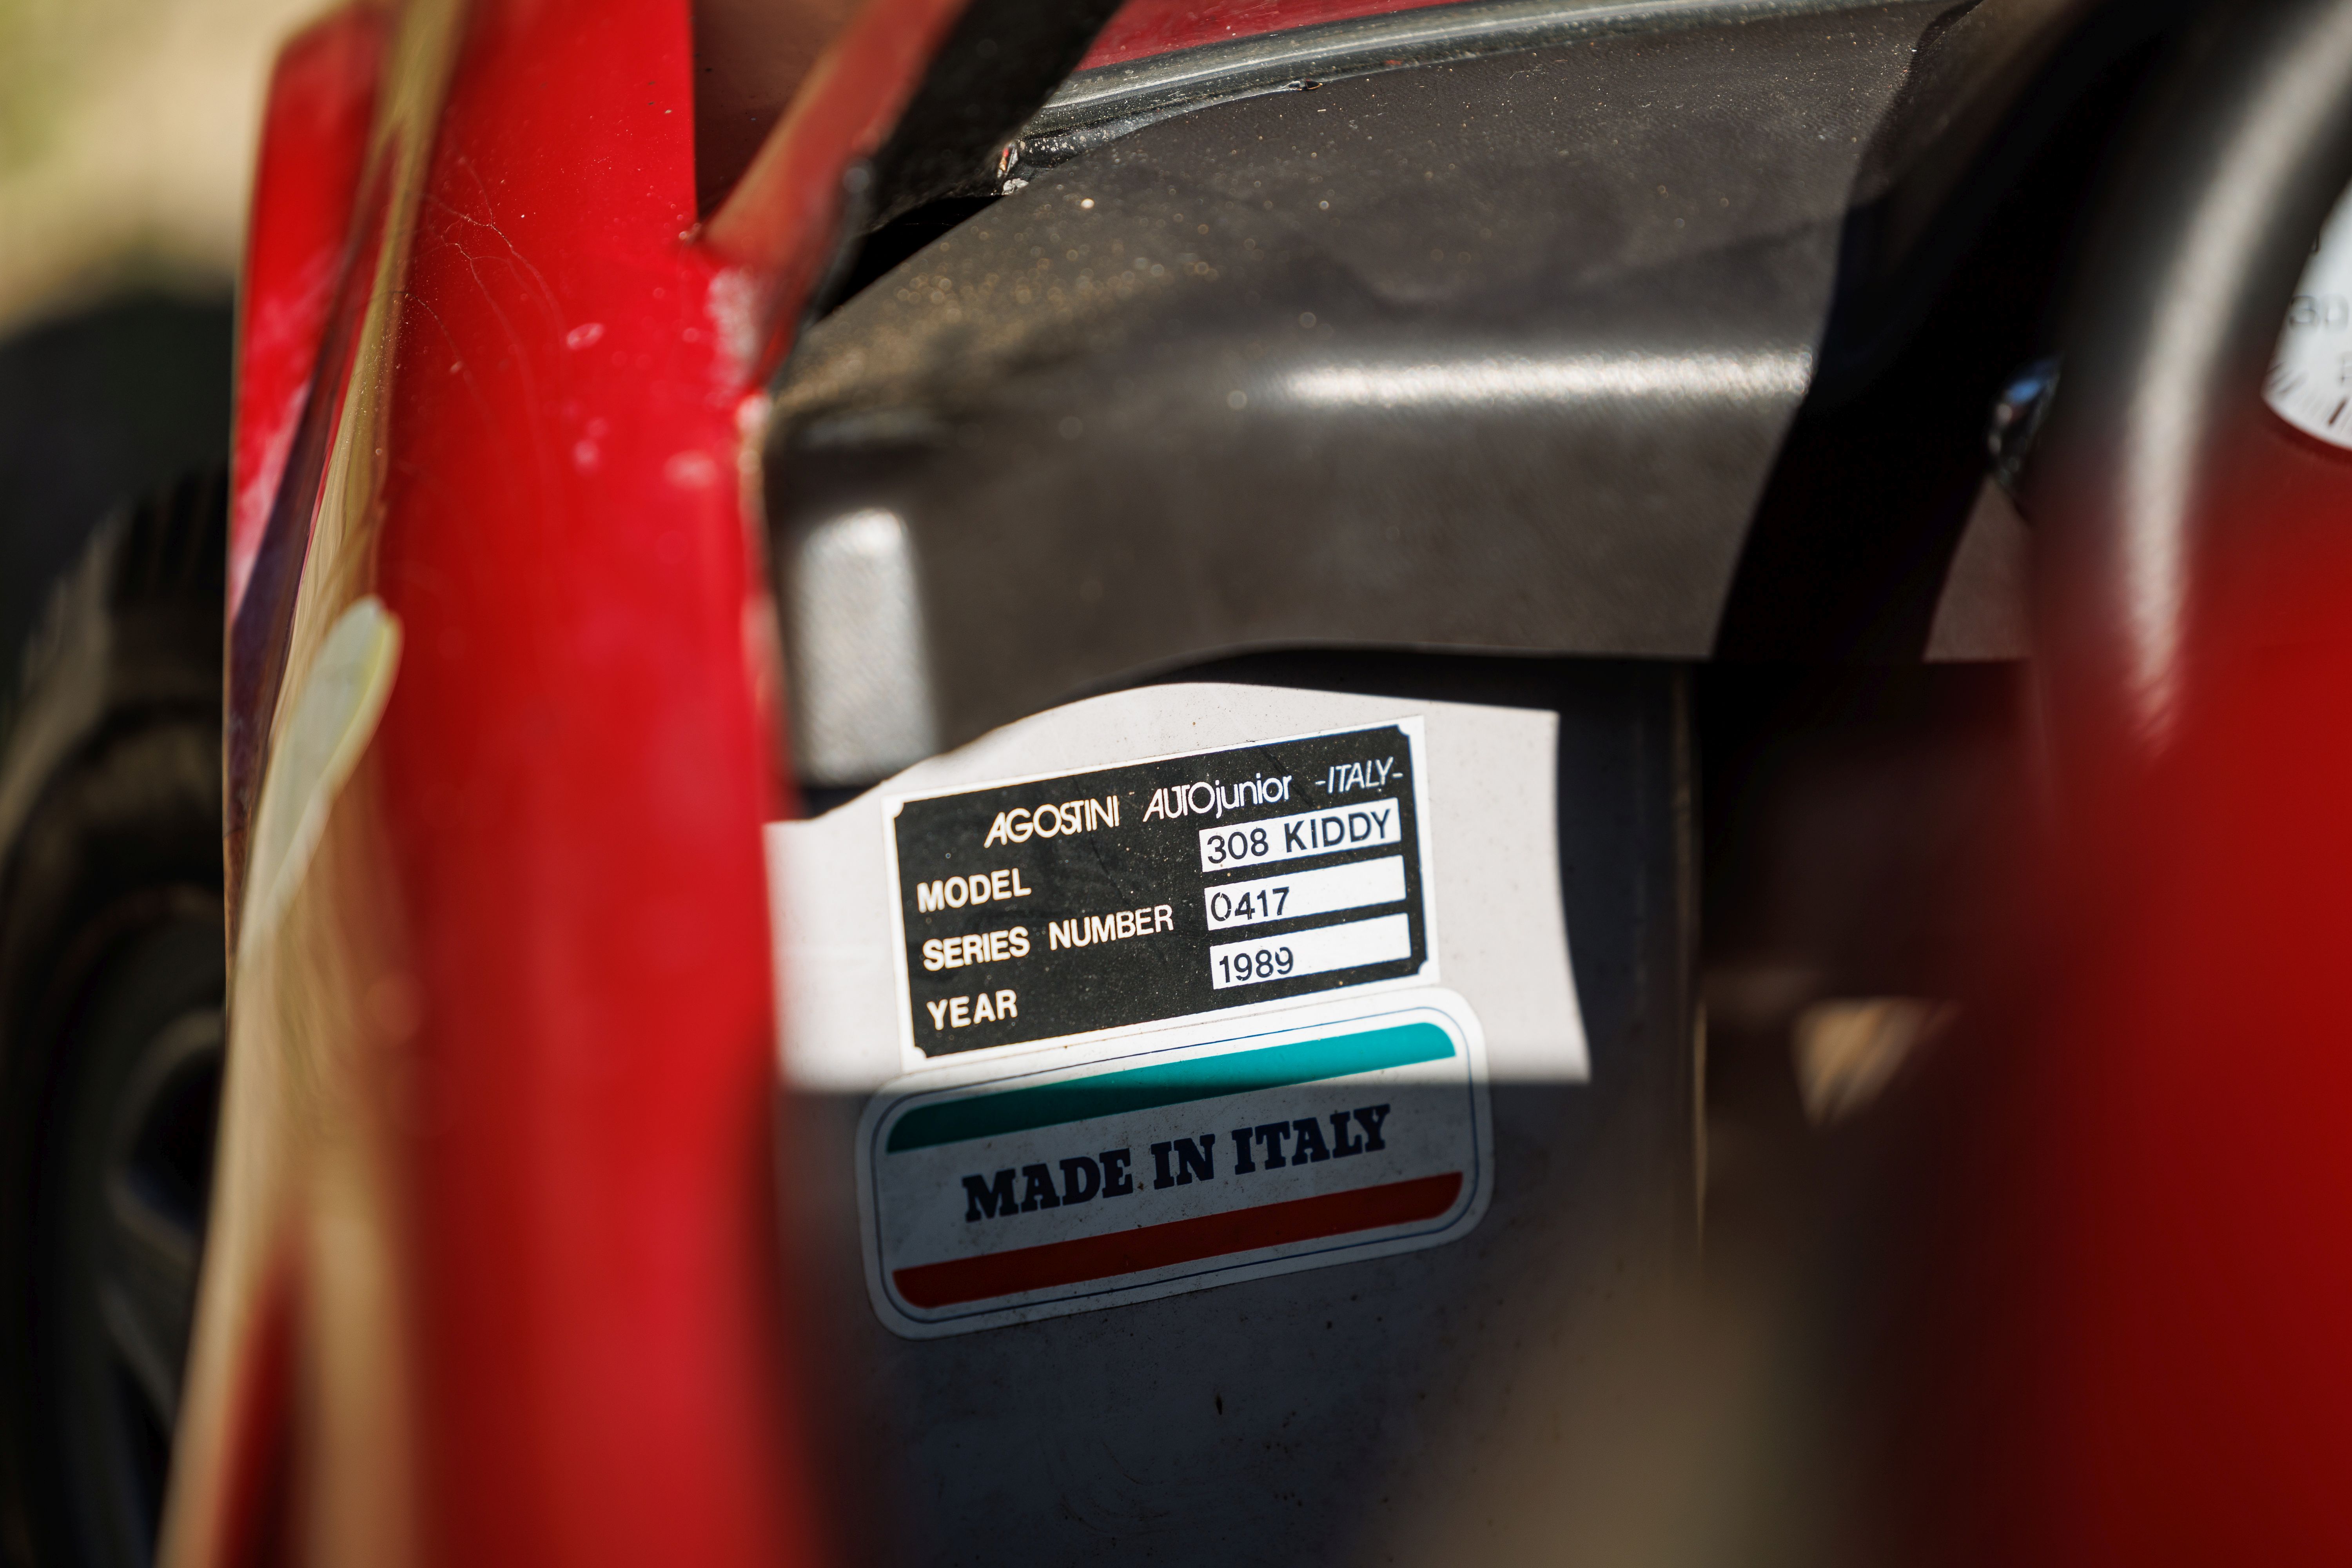 AGOSTINI AUTOjunior -ITALY-
MODEL 308 KIDDY
SERIES NUMBER 0417
YEAR 1989
MADE IN ITALY